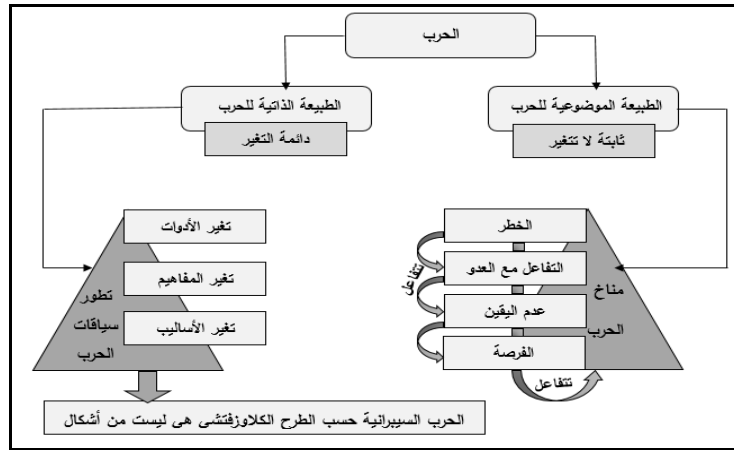 الحرب
الطبيعة الموضوعية للحرب
ثابتة لا تتغير
الطبيعة الذاتية للحرب
دائمة التغير
الخطر
التفاعل مع العدو
عدم اليقين
الفرصة
تتفاعل
تتفاعل
مناخ
الحرب
تغير الأدوات
تغير المفاهيم
تغير الأساليب
تطور
سياقات
الحرب
الحرب السيبرانية حسب الطرح الكلاوزفتشى هى ليست من أشكال